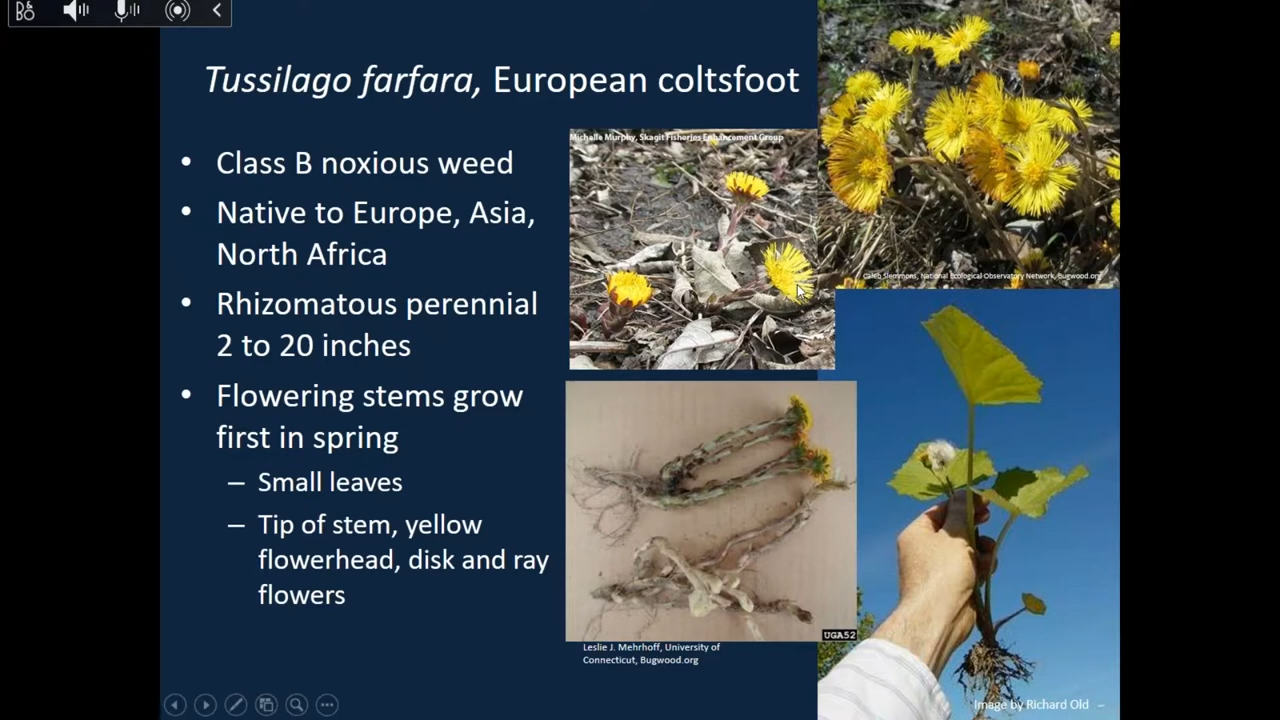 B&
BO
Tussilago farfara, European coltsfoot
• Class B noxious weed
• Native to Europe, Asia,
North Africa
• Rhizomatous perennial
2 to 20 inches
• Flowering stems grow
first in spring
– Small leaves
– Tip of stem, yellow
flowerhead, disk and ray
flowers
Michelle Murphy, Skagit Fisheries Enhancement Group
Caleb Slemmons, National Ecological Observatory Network, Bugwood.org
UGA52
Leslie J. Mehrhoff, University of
Connecticut, Bugwood.org
Image by Richard Old –